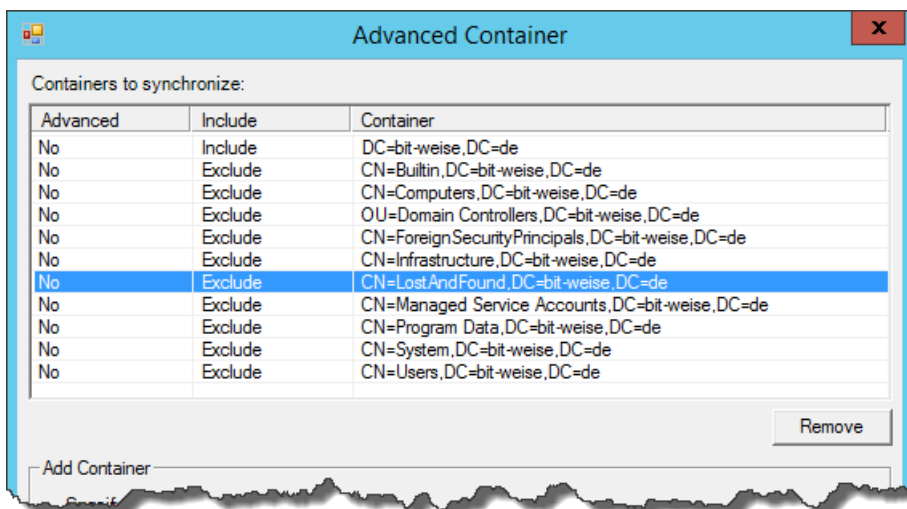 Advanced Container
x
Containers to synchronize:
Advanced Include Container
No Include DC=bit-weise,DC=de
No Exclude CN=Builtin,DC=bit-weise,DC=de
No Exclude CN=Computers,DC=bit-weise,DC=de
No Exclude OU=Domain Controllers,DC=bit-weise,DC=de
No Exclude CN=ForeignSecurityPrincipals,DC=bit-weise,DC=de
No Exclude CN=Infrastructure,DC=bit-weise,DC=de
No Exclude CN=LostAndFound,DC=bit-weise,DC=de
No Exclude CN=Managed Service Accounts,DC=bit-weise,DC=de
No Exclude CN=Program Data,DC=bit-weise,DC=de
No Exclude CN=System,DC=bit-weise,DC=de
No Exclude CN=Users,DC=bit-weise,DC=de
Remove
Add Container